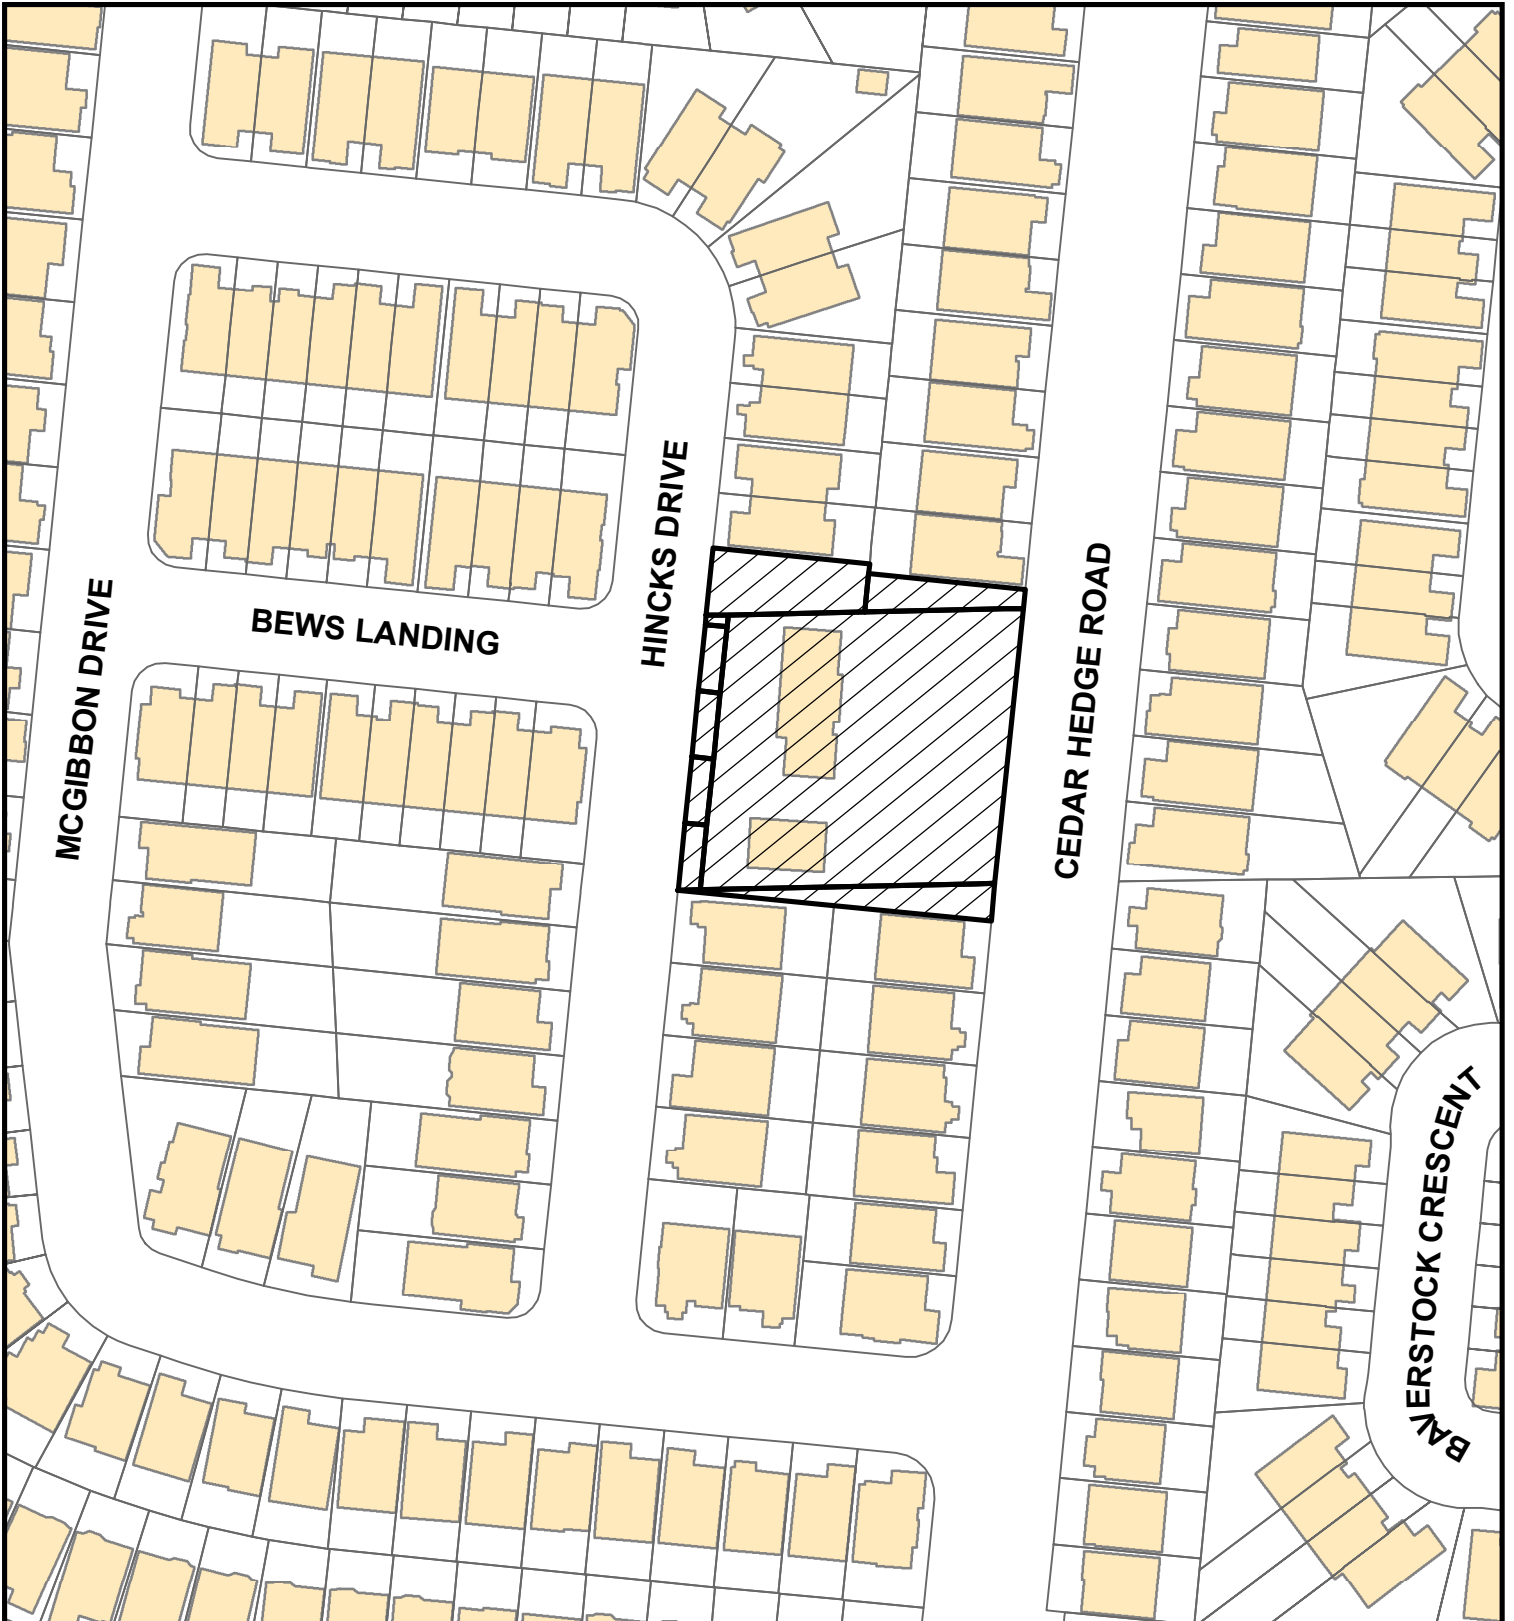 HINCKS DRIVE
BEWS LANDING
MCGIBBON DRIVE
CEDAR HEDGE ROAD
BAVERSTOCK CRESCENT